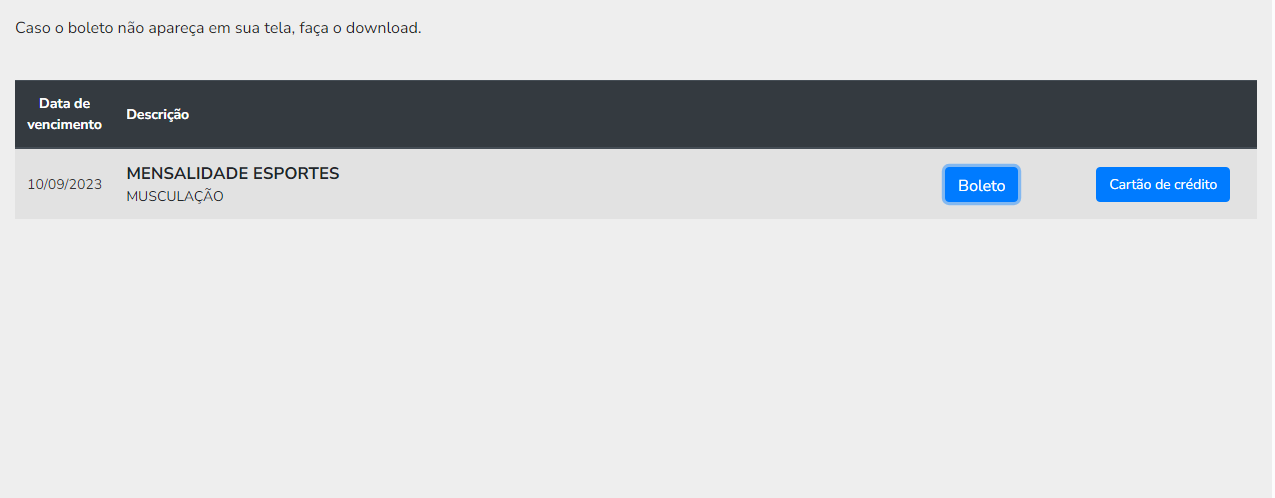 Caso o boleto não apareça em sua tela, faça o download.
Data de
vencimento
Descrição
10/09/2023
MENSALIDADE ESPORTES
MUSCULAÇÃO
Boleto
Cartão de crédito